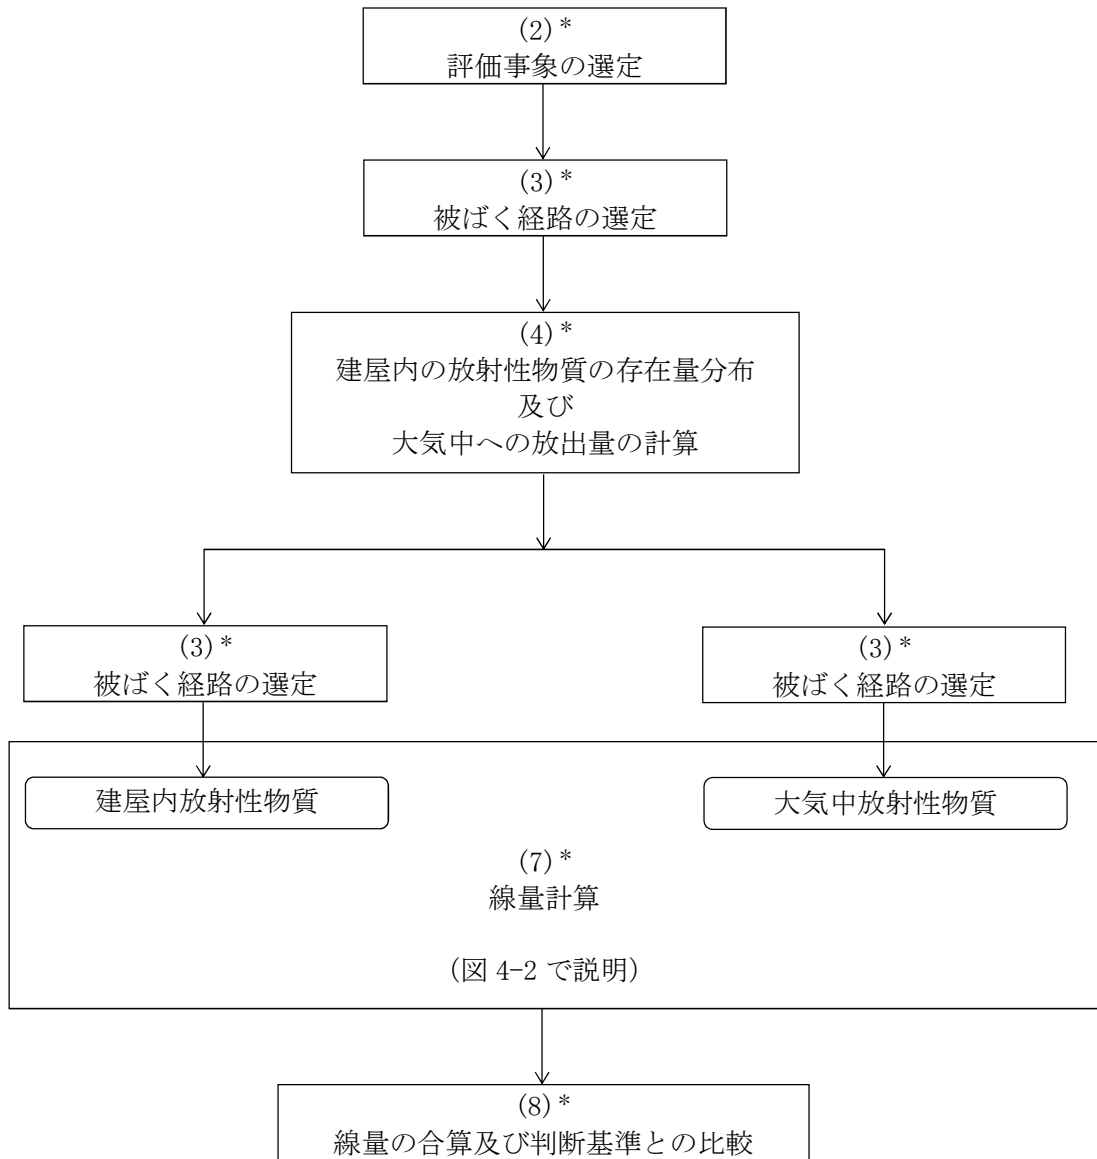 (2)*
評価事象の選定
(3)*
被ばく経路の選定
(4)*
建屋内の放射性物質の存在量分布
及び
大気中への放出量の計算
(3)*
被ばく経路の選定
(3)*
被ばく経路の選定
建屋内放射性物質
大気中放射性物質
(7)*
線量計算
(図 4-2 で説明)
(8)*
線量の合算及び判断基準との比較